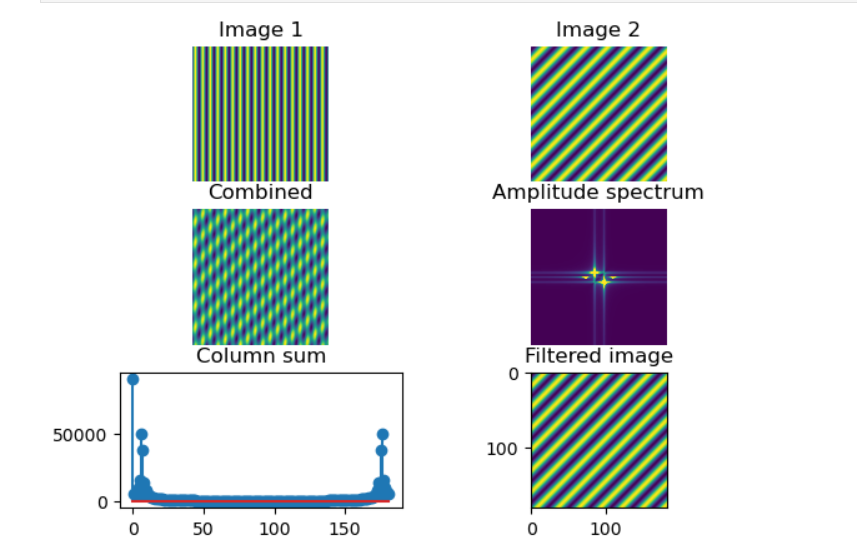 Image 1
Image 2
Combined
Amplitude spectrum
Column sum
Filtered image
50000
0
0
50
100
150
0
100
0
100